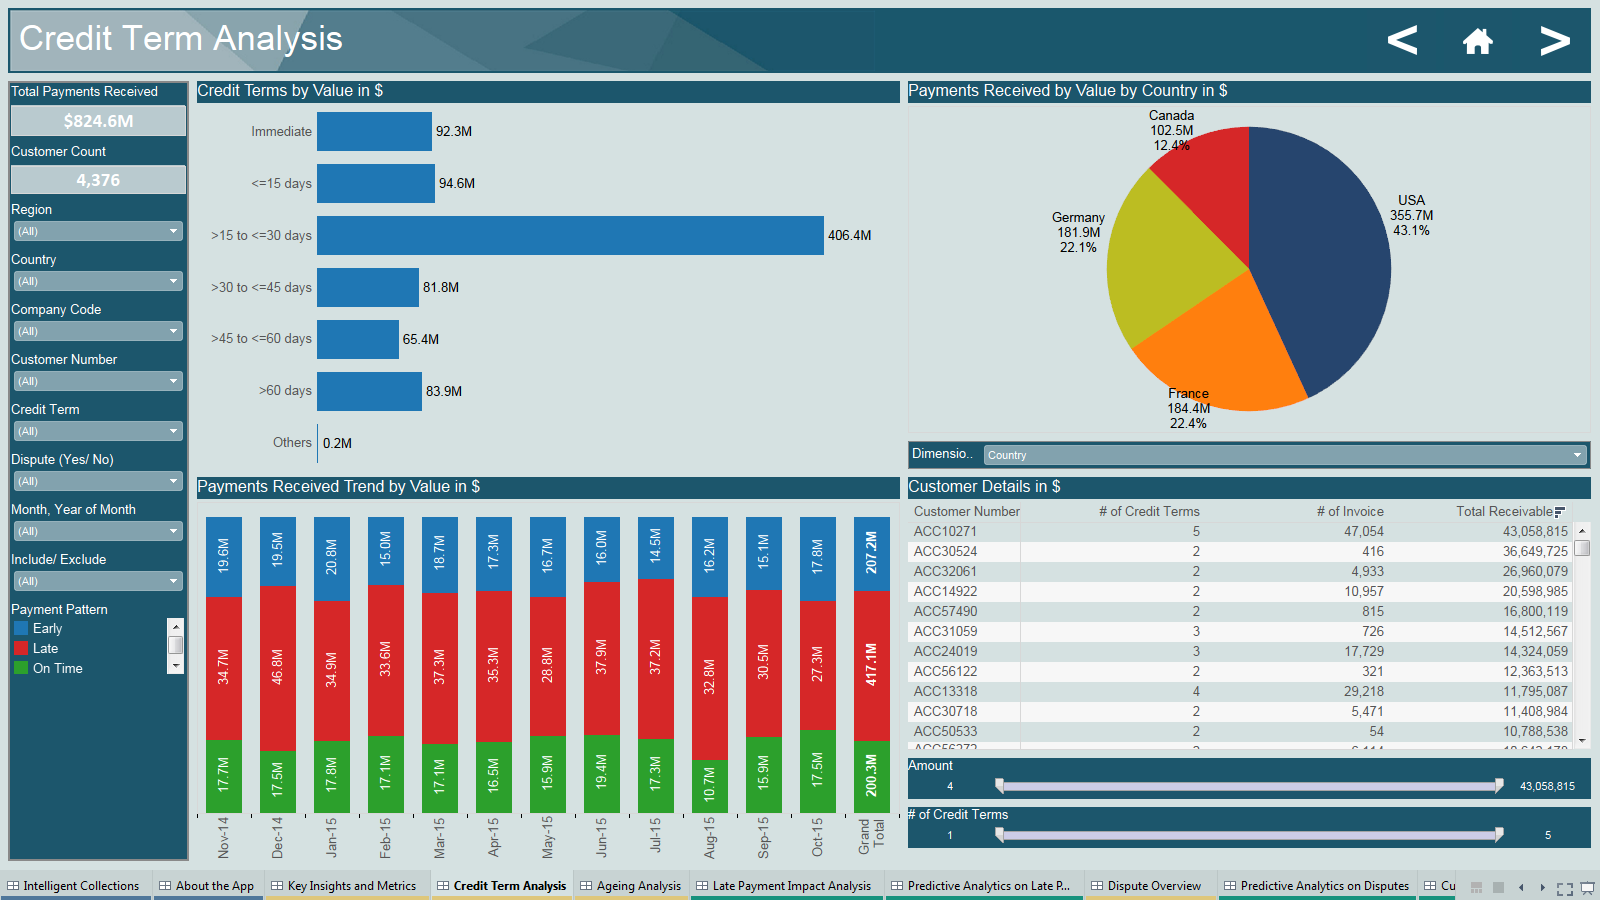 Credit Term Analysis
< >
Total Payments Received
$824.6M
Customer Count
4,376
Region
(All)
Country
(All)
Company Code
(All)
Customer Number
(All)
Credit Term
(All)
Dispute (Yes/ No)
(All)
Month, Year of Month
(All)
Include/ Exclude
(All)
Payment Pattern
Early
Late
On Time
Credit Terms by Value in $
Immediate 92.3M
<=15 days 94.6M
>15 to <=30 days 406.4M
>30 to <=45 days 81.8M
>45 to <=60 days 65.4M
>60 days 83.9M
Others 0.2M
Payments Received by Value by Country in $
Canada
102.5M
12.4%
USA
355.7M
43.1%
Germany
181.9M
22.1%
France
184.4M
22.4%
Dimensio.. Country
Payments Received Trend by Value in $
19.6M 19.5M 20.8M 15.0M 18.7M 17.3M 16.7M 16.0M 14.5M 16.2M 15.1M 17.8M 207.2M
34.7M 46.8M 34.9M 33.6M 37.3M 35.3M 28.8M 37.9M 37.2M 32.8M 30.5M 27.3M 417.1M
17.7M 17.5M 17.8M 17.1M 17.1M 16.5M 15.9M 19.4M 17.3M 10.7M 15.9M 17.5M 200.3M
Nov-14 Dec-14 Jan-15 Feb-15 Mar-15 Apr-15 May-15 Jun-15 Jul-15 Aug-15 Sep-15 Oct-15 Grand Total
Customer Details in $
Customer Number # of Credit Terms # of Invoice Total Receivable
ACC10271 5 47,054 43,058,815
ACC30524 2 416 36,649,725
ACC32061 2 4,933 26,960,079
ACC14922 2 10,957 20,598,985
ACC57490 2 815 16,800,119
ACC31059 3 726 14,512,567
ACC24019 3 17,729 14,324,059
ACC56122 2 321 12,363,513
ACC13318 4 29,218 11,795,087
ACC30718 2 5,471 11,408,984
ACC50533 2 54 10,788,538
Amount
4 43,058,815
# of Credit Terms
1 5
Intelligent Collections About the App Key Insights and Metrics Credit Term Analysis Ageing Analysis Late Payment Impact Analysis Predictive Analytics on Late P... Dispute Overview Predictive Analytics on Disputes Cu